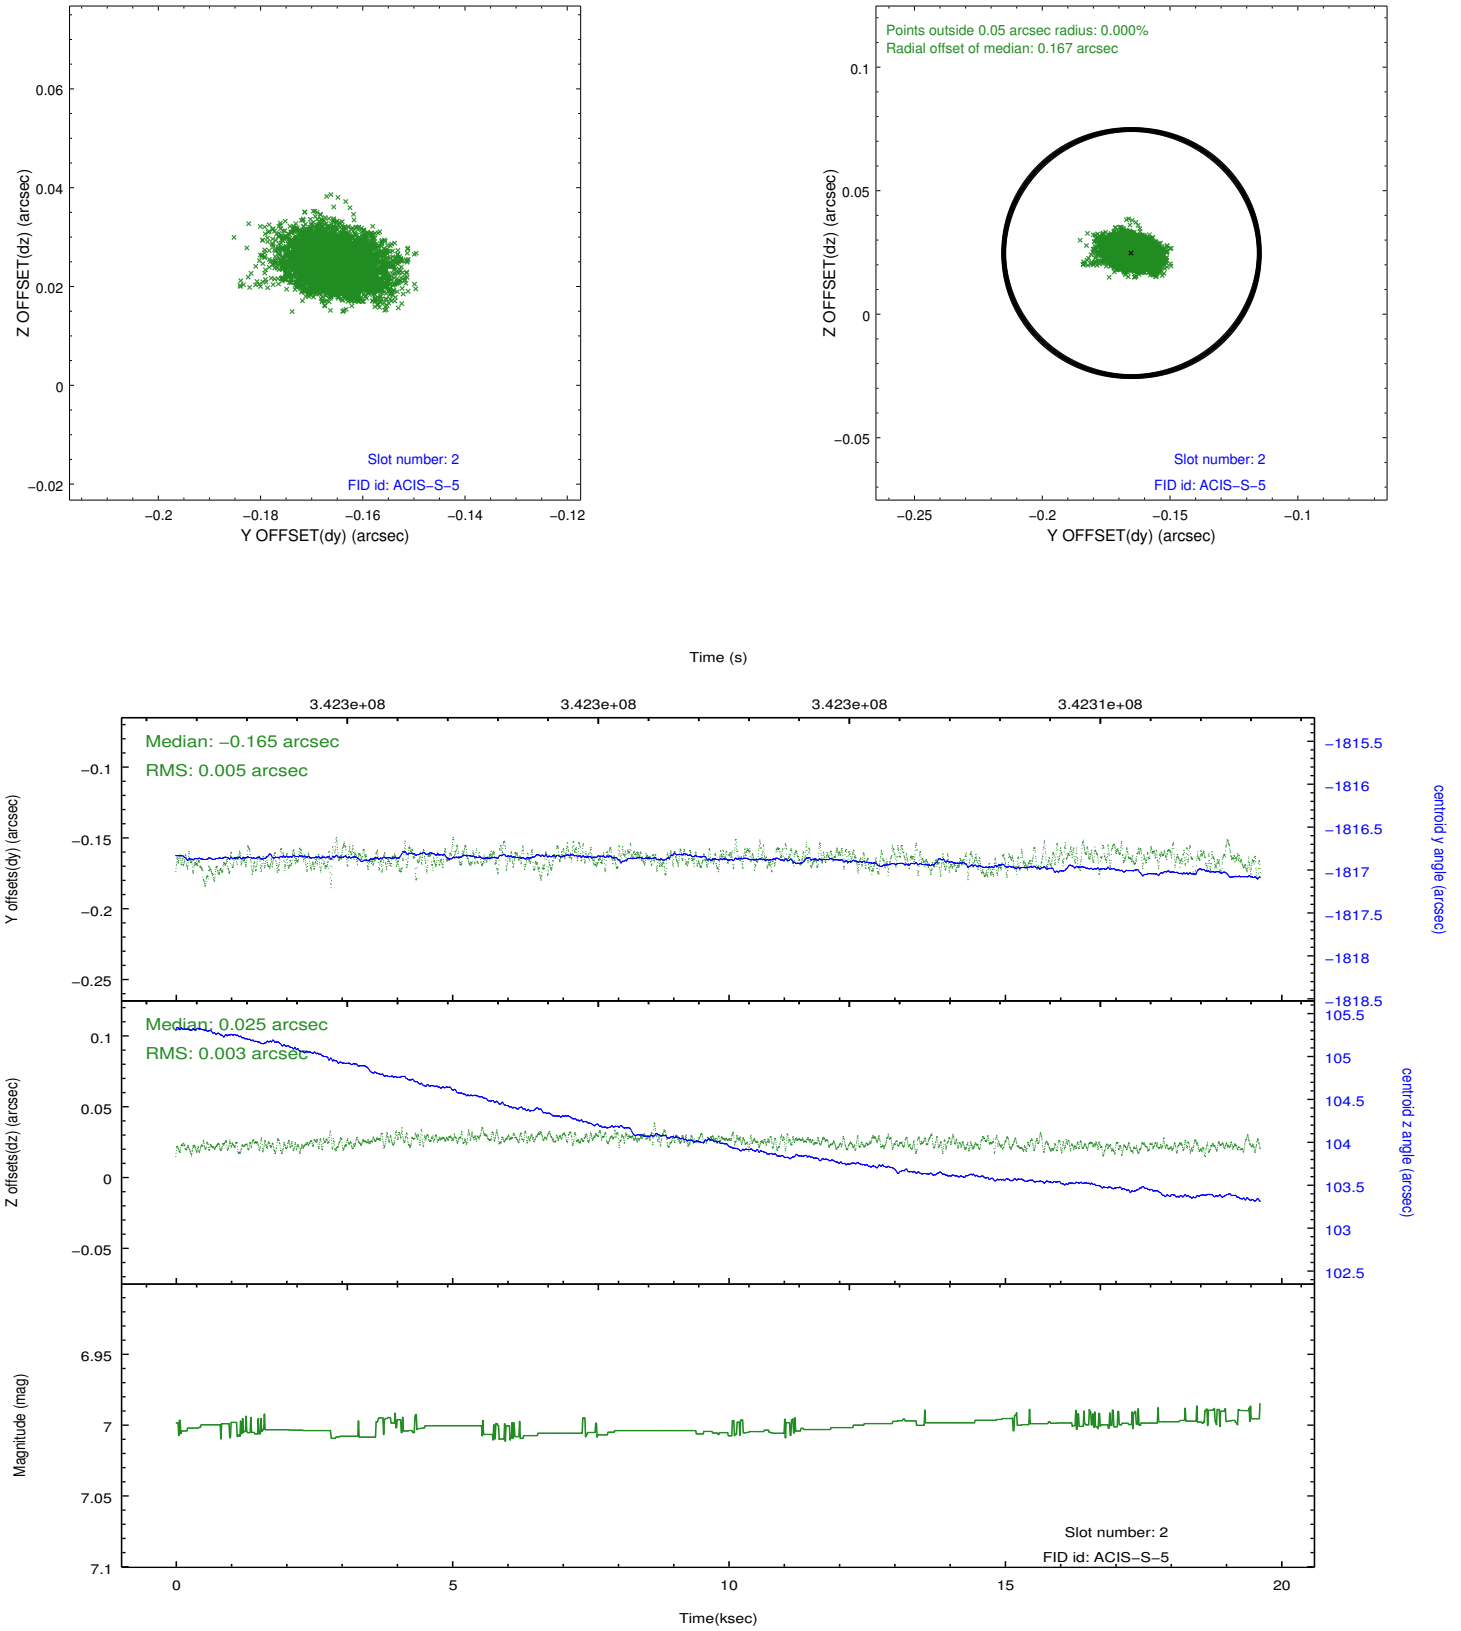 0.06
0.04
0.02
0
−0.02
Z OFFSET(dz) (arcsec)
Slot number: 2
FID id: ACIS−S−5
−0.2
−0.18
−0.16
−0.14
−0.12
Y OFFSET(dy) (arcsec)
Points outside 0.05 arcsec radius: 0.000%
Radial offset of median: 0.167 arcsec
0.1
0.05
0
−0.05
Z OFFSET(dz) (arcsec)
Slot number: 2
FID id: ACIS−S−5
−0.25
−0.2
−0.15
−0.1
Y OFFSET(dy) (arcsec)
Time (s)
3.423e+08
3.423e+08
3.423e+08
3.4231e+08
Median: −0.165 arcsec
RMS: 0.005 arcsec
−0.1
−0.15
−0.2
−0.25
Y offsets(dy) (arcsec)
−1815.5
−1816
−1816.5
−1817
−1817.5
−1818
−1818.5
centroid y angle (arcsec)
Median: 0.025 arcsec
RMS: 0.003 arcsec
0.1
0.05
0
−0.05
Z offsets(dz) (arcsec)
105.5
105
104.5
104
103.5
103
102.5
centroid z angle (arcsec)
6.95
7
7.05
7.1
Magnitude (mag)
Slot number: 2
FID id: ACIS−S−5
0
5
10
15
20
Time(ksec)